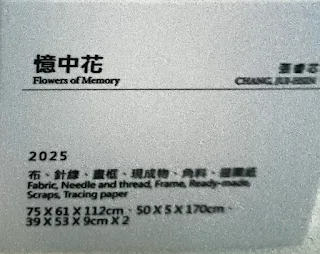 憶中花
Flowers of Memory
CHANG, JUI-HSIN
2025
布、針線、畫框、現成物、角料、描圖紙
Fabric, Needle and thread, Frame, Ready-made,
Scraps, Tracing paper
75 X 61 X 112cm、50 X 5 X 170cm、
39 X 53 X 9cm X 2